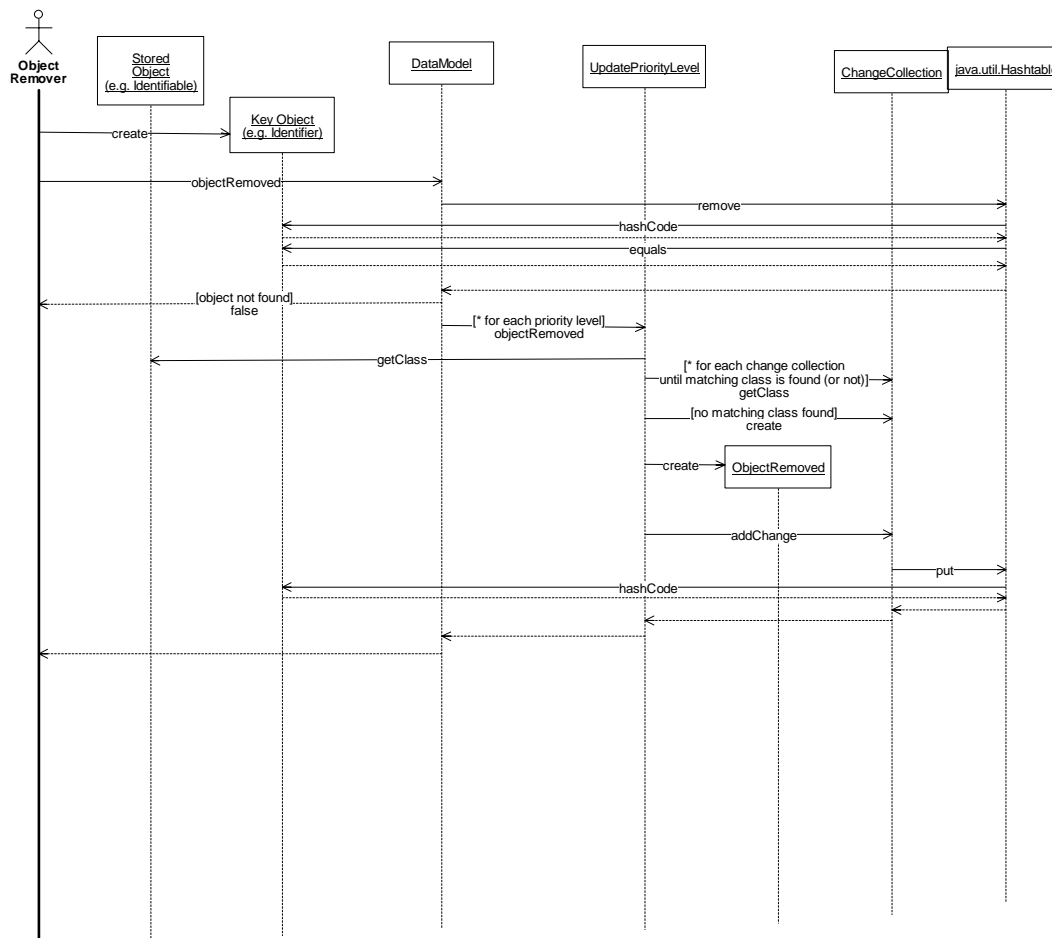 Object
Remover
Stored
Object
(e.g. Identifiable)
DataModel
UpdatePriorityLevel
ChangeCollection
java.util.Hashtable
create
Key Object
(e.g. Identifier)
objectRemoved
remove
hashCode
equals
[object not found]
false
[* for each priority level]
objectRemoved
getClass
[* for each change collection
until matching class is found (or not)]
getClass
[no matching class found]
create
create
ObjectRemoved
addChange
put
hashCode